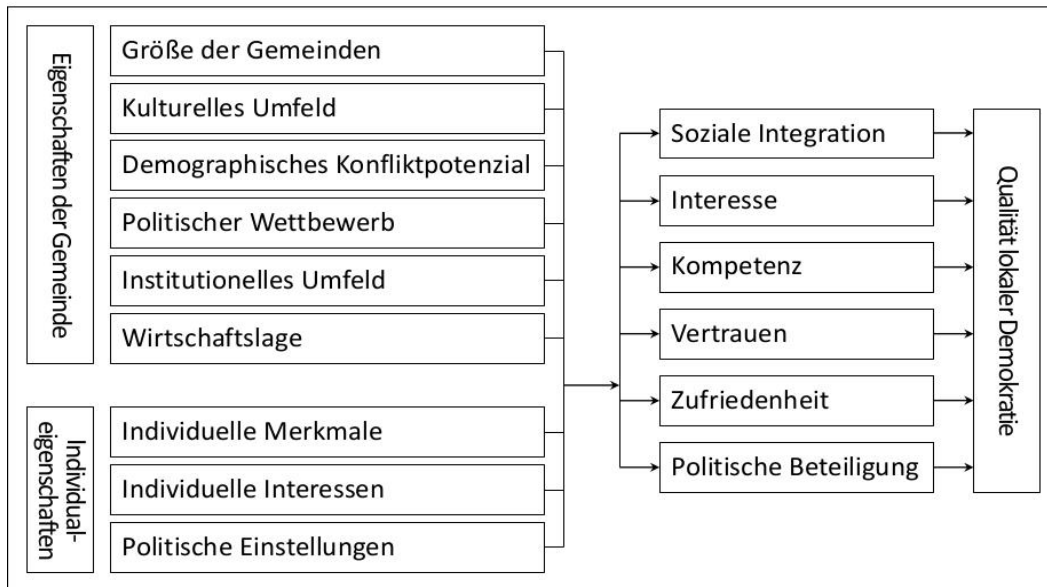 Eigenschaften der Gemeinde
Größe der Gemeinden
Kulturelles Umfeld
Demographisches Konfliktpotenzial
Politischer Wettbewerb
Institutionelles Umfeld
Wirtschaftslage
Individual-
eigenschaften
Individuelle Merkmale
Individuelle Interessen
Politische Einstellungen
Soziale Integration
Interesse
Kompetenz
Vertrauen
Zufriedenheit
Politische Beteiligung
Qualität lokaler Demokratie